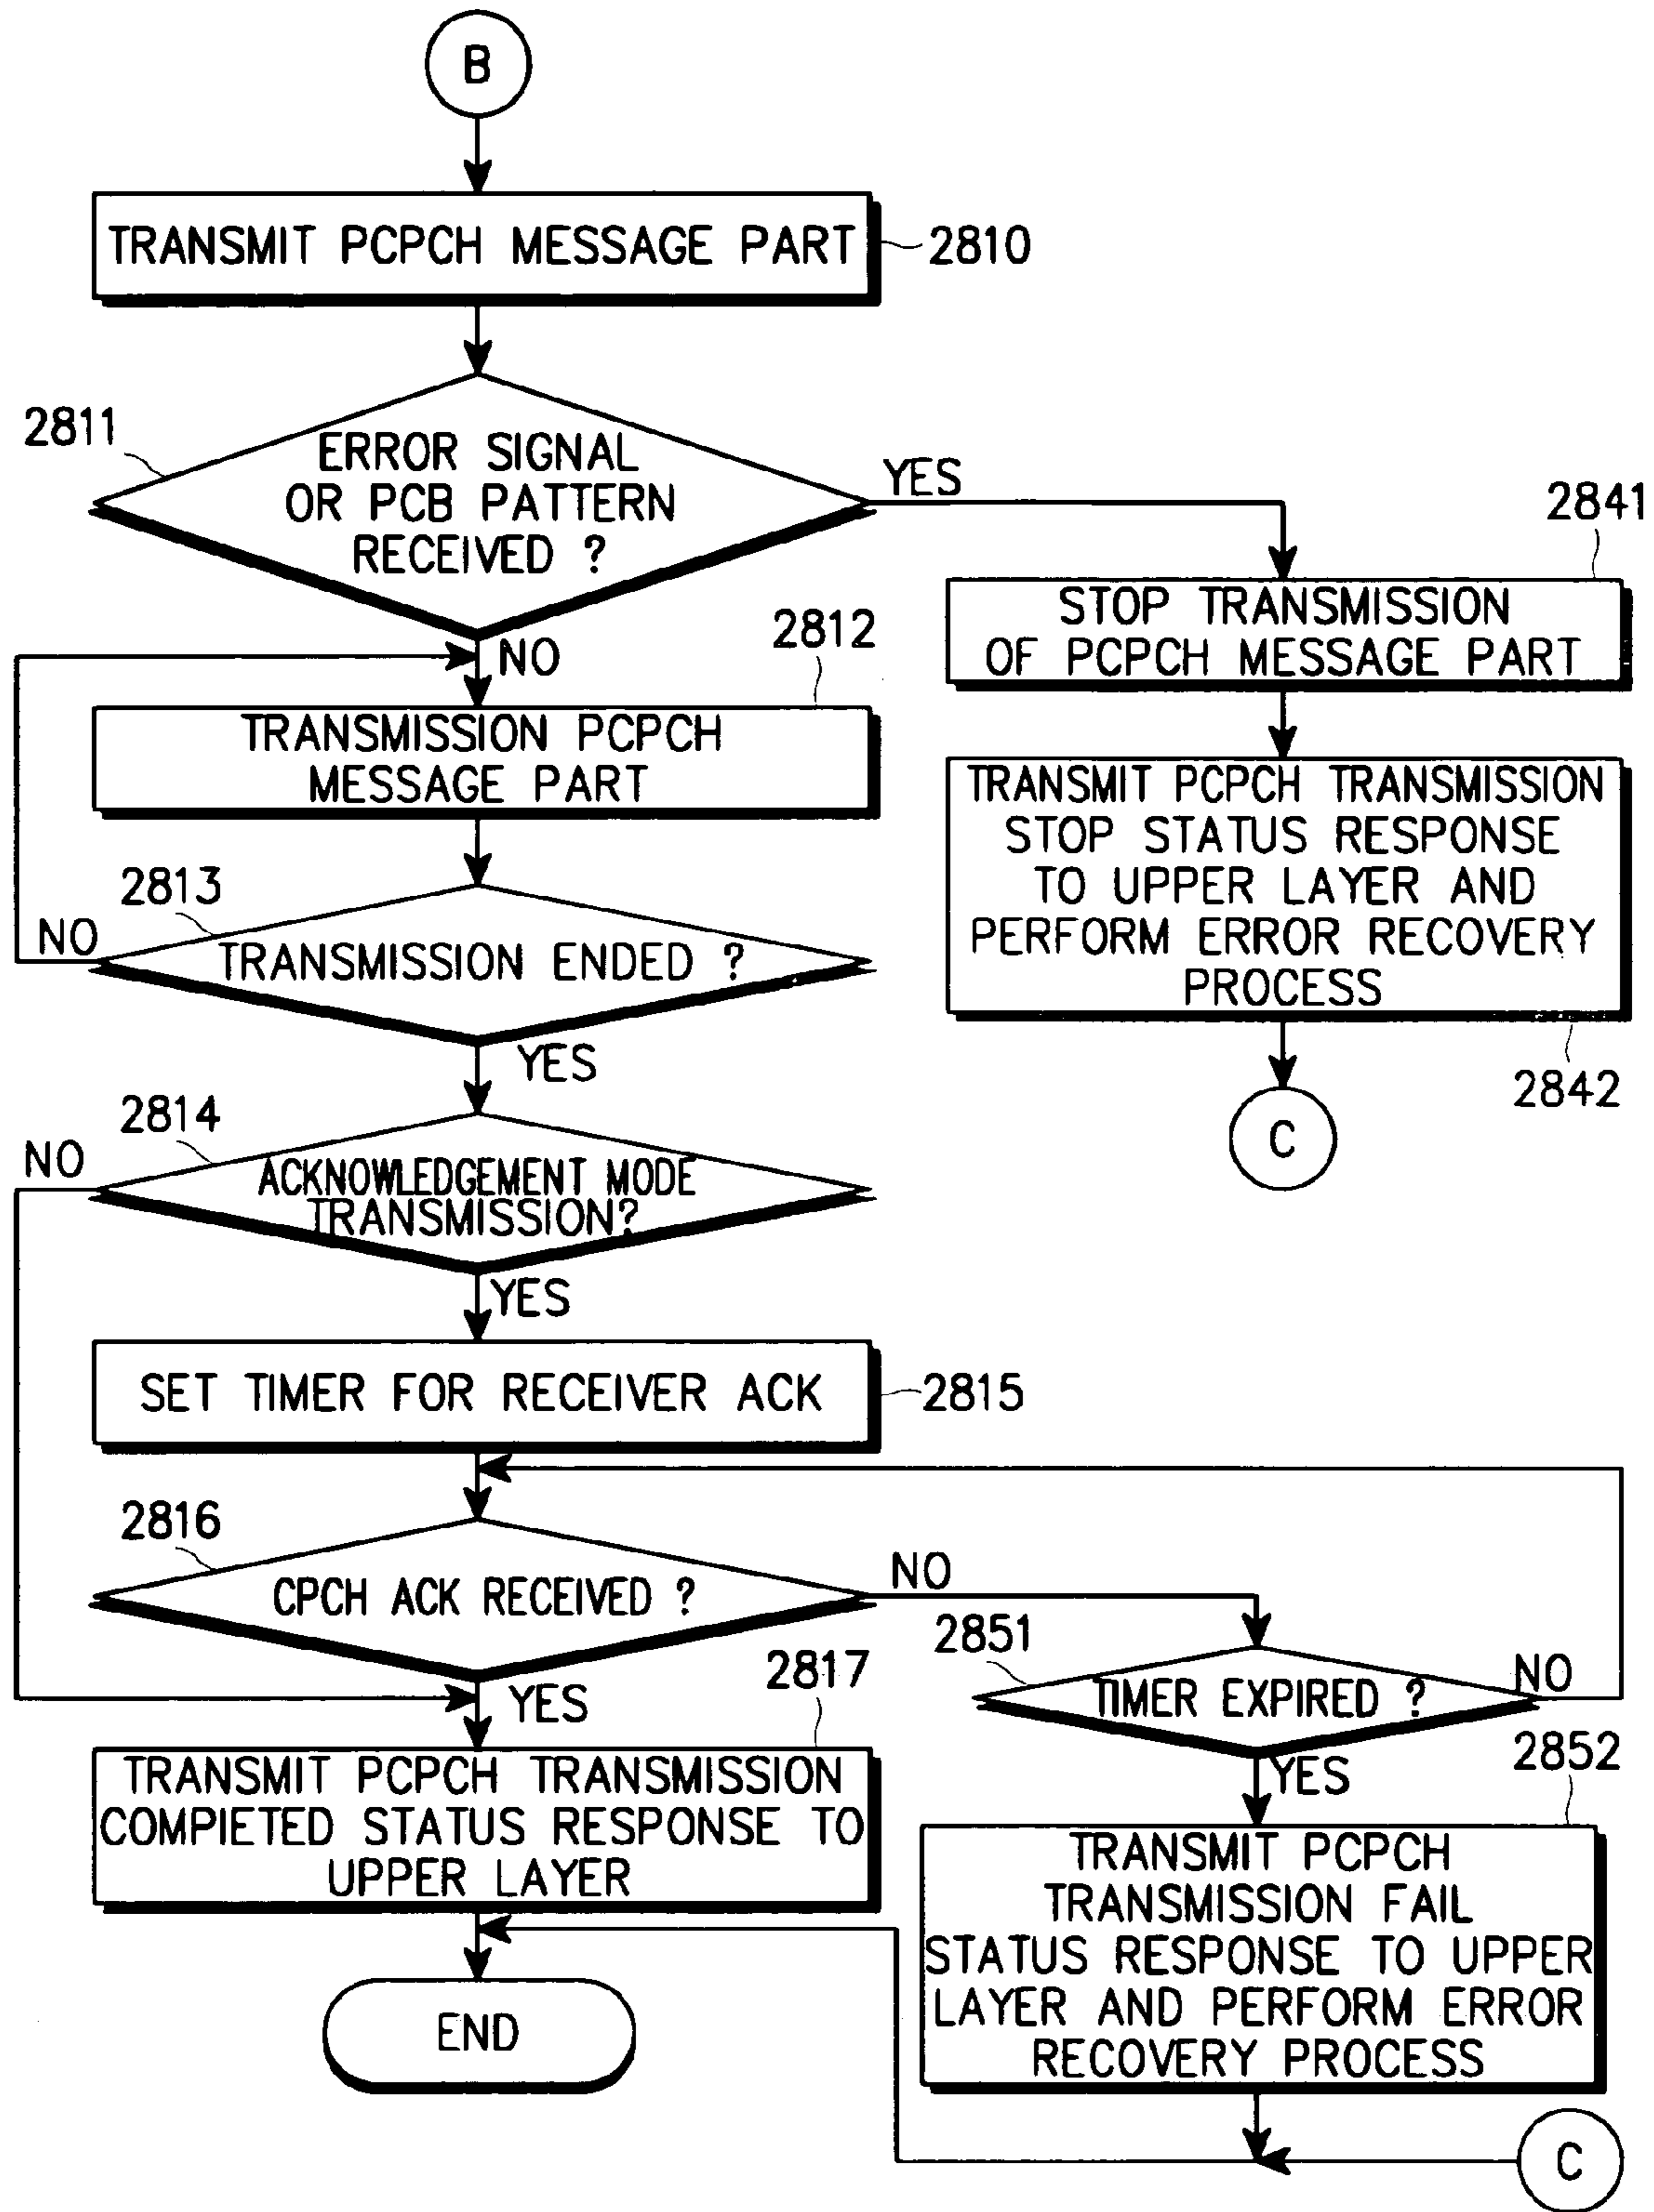 B
TRANSMIT PCPCH MESSAGE PART
2810
2811
ERROR SIGNAL
OR PCB PATTERN
RECEIVED ?
YES
2841
STOP TRANSMISSION
OF PCPCH MESSAGE PART
NO
2812
TRANSMISSION PCPCH
MESSAGE PART
TRANSMIT PCPCH TRANSMISSION
STOP STATUS RESPONSE
TO UPPER LAYER AND
PERFORM ERROR RECOVERY
PROCESS
2842
C
2813
NO
TRANSMISSION ENDED ?
YES
2814
NO
ACKNOWLEDGEMENT MODE
TRANSMISSION?
YES
SET TIMER FOR RECEIVER ACK
2815
2816
CPCH ACK RECEIVED ?
NO
2851
TIMER EXPIRED ?
NO
YES
2817
YES
2852
TRANSMIT PCPCH TRANSMISSION
COMPIETED STATUS RESPONSE TO
UPPER LAYER
TRANSMIT PCPCH
TRANSMISSION FAIL
STATUS RESPONSE TO UPPER
LAYER AND PERFORM ERROR
RECOVERY PROCESS
END
C